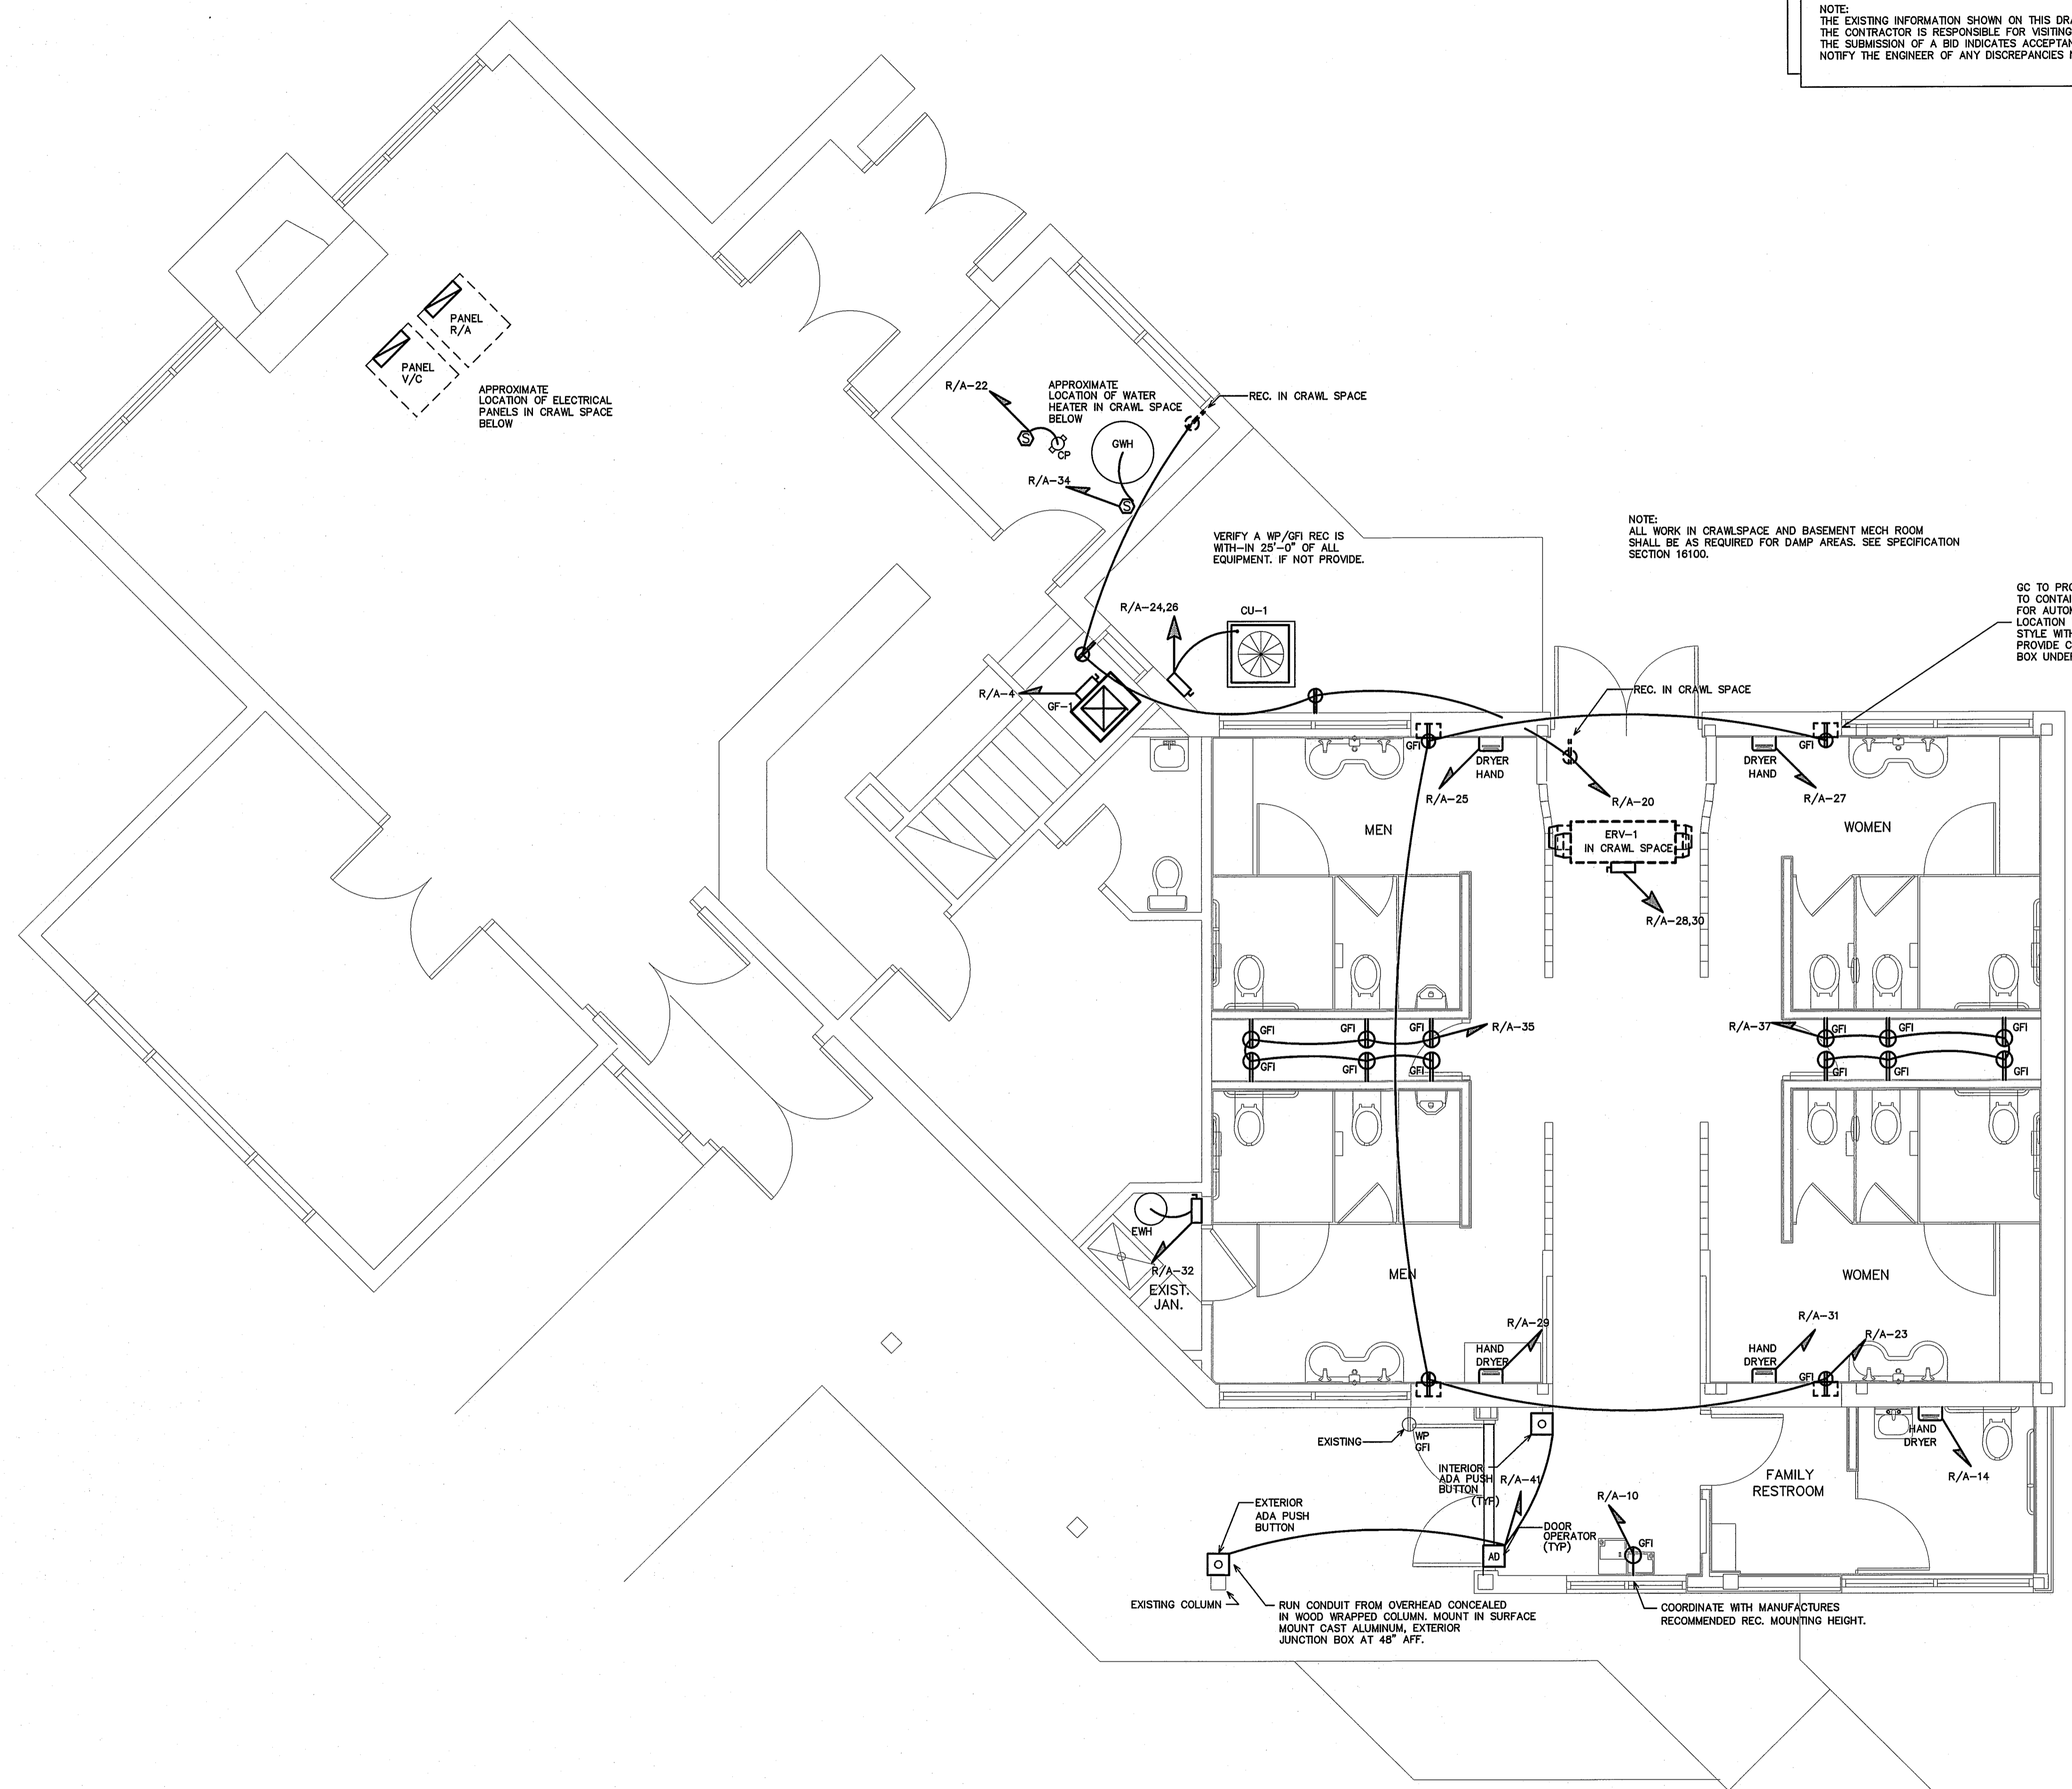 NOTE:
THE EXISTING INFORMATION SHOWN ON THIS
THE CONTRACTOR IS RESPONSIBLE FOR VISITING
THE SUBMISSION OF A BID INDICATES
NOTIFY THE ENGINEER OF ANY DISCREPANCIES
PANEL
R/A
PANEL
V/C
APPROXIMATE
LOCATION OF ELECTRICAL
PANELS IN CRAWL SPACE
BELOW
R/A-22
APPROXIMATE
LOCATION OF WATER
HEATER IN CRAWL SPACE
BELOW
REC. IN CRAWL SPACE
S
CP
GWH
R/A-34
S
VERIFY A WP/GFI REC IS
WITH-IN 25'-0" OF ALL
EQUIPMENT. IF NOT PROVIDE.
NOTE:
ALL WORK IN CRAWLSPACE AND BASEMENT MECH ROOM
SHALL BE AS REQUIRED FOR DAMP AREAS. SEE SPECIFICATION
SECTION 16100.
GC TO
TO
FOR
LOCATION
STYLE
PROVIDE
BOX
R/A-24,26
CU-1
R/A-4
GF-1
REC. IN CRAWL SPACE
GFI
DRYER
HAND
R/A-25
R/A-20
GFI
DRYER
HAND
R/A-27
MEN
ERV-1
IN CRAWL SPACE
WOMEN
R/A-28,30
GFI
GFI
GFI
R/A-35
GFI
GFI
GFI
R/A-37
GFI
GFI
GFI
GFI
GFI
GFI
EWH
R/A-32
EXIST.
JAN.
MEN
WOMEN
R/A-29
HAND
DRYER
R/A-31
R/A-23
HAND
DRYER
GFI
EXISTING
WP
GFI
INTERIOR
ADA PUSH
BUTTON
(TYP)
R/A-41
HAND
DRYER
R/A-14
FAMILY
RESTROOM
EXTERIOR
ADA PUSH
BUTTON
DOOR
OPERATOR
(TYP)
AD
R/A-10
GFI
EXISTING COLUMN
RUN CONDUIT FROM OVERHEAD CONCEALED
IN WOOD WRAPPED COLUMN. MOUNT IN SURFACE
MOUNT CAST ALUMINUM, EXTERIOR
JUNCTION BOX AT 48" AFF.
COORDINATE WITH MANUFACTURES
RECOMMENDED REC. MOUNTING HEIGHT.